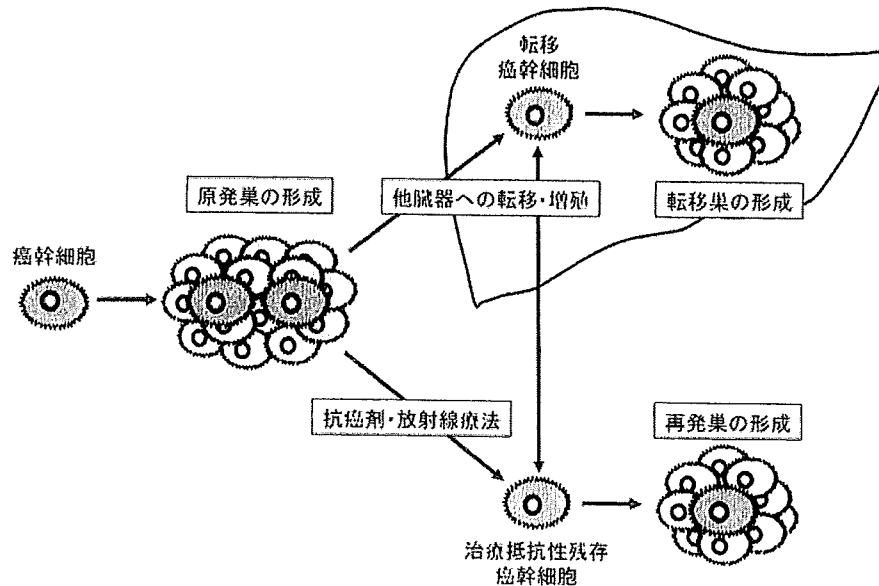 転移
癌幹細胞
原発巣の形成
他臓器への転移・増殖
転移巣の形成
癌幹細胞
抗癌剤・放射線療法
再発巣の形成
治療抵抗性残存
癌幹細胞